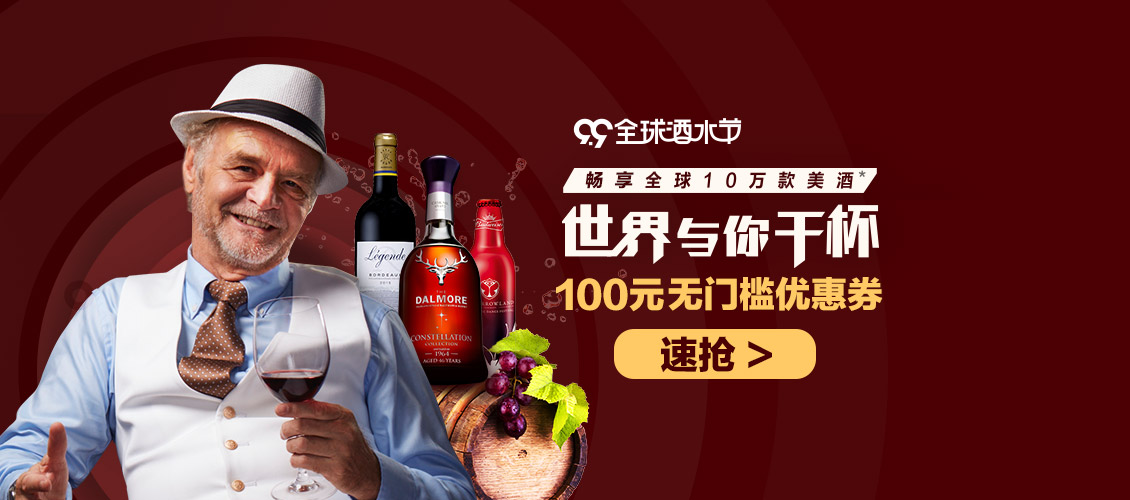 9.9全球酒水节
畅享全球10万款美酒*
世界与你干杯
100元无门槛优惠券
速抢 >
Légende
BORDEAUX
2015
THE
DALMORE
CONSTELLATION
COLLECTION
1964
AGED 46 YEARS
Budweiser